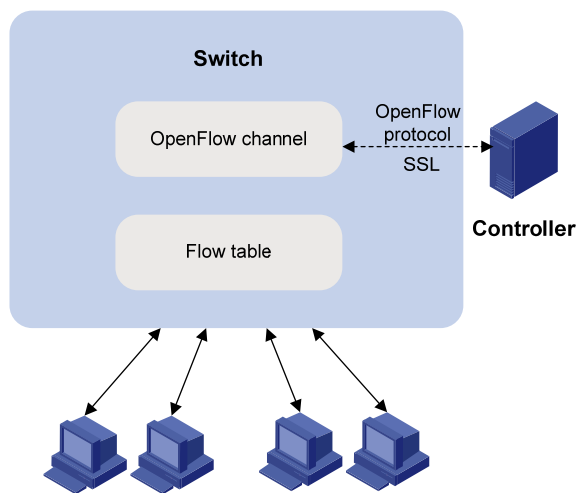 Switch
OpenFlow channel
OpenFlow
protocol
SSL
Controller
Flow table